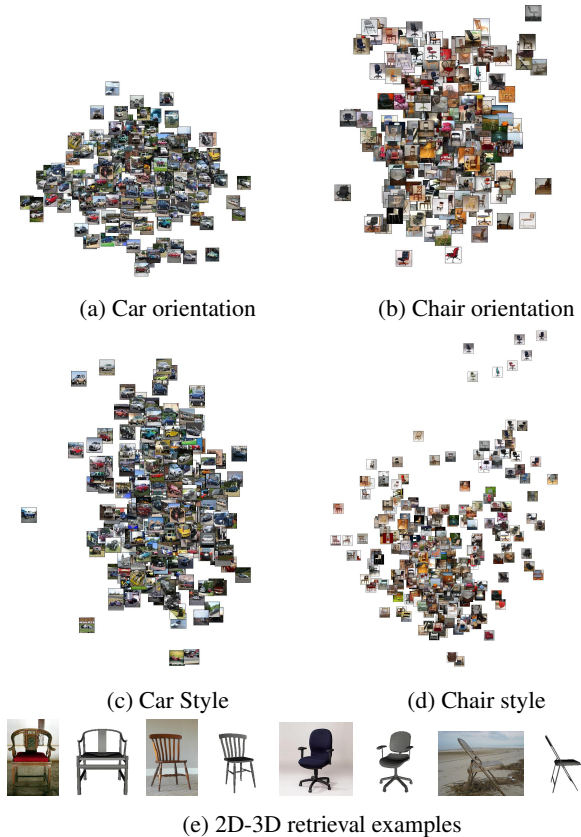 (a) Car orientation
(b) Chair orientation
(c) Car Style
(d) Chair style
(e) 2D-3D retrieval examples